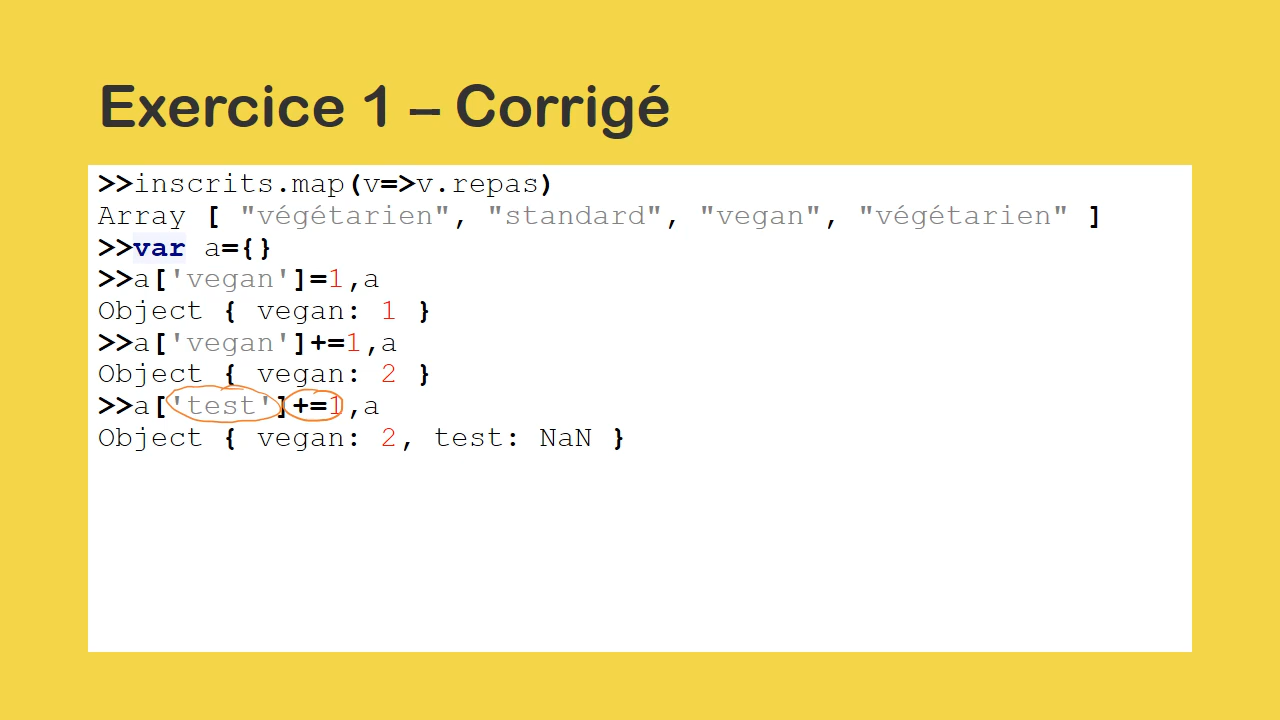 Exercice 1 – Corrigé
>>inscrits.map(v=>v.repas)
Array [ "végétarien", "standard", "vegan", "végétarien" ]
>>var a={}
>>a['vegan']=1,a
Object { vegan: 1 }
>>a['vegan']+=1,a
Object { vegan: 2 }
>>a['test']+=1,a
Object { vegan: 2, test: NaN }